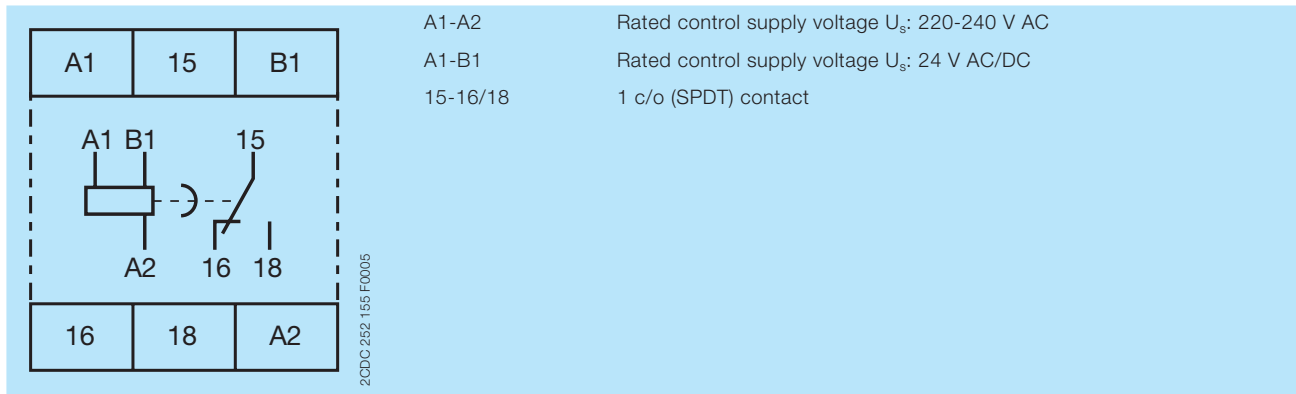 A1 15 B1
A1 B1 15
A2 16 18
16 18 A2
2CDC 252 155 F0005
A1-A2 Rated control supply voltage Us: 220-240 V AC
A1-B1 Rated control supply voltage Us: 24 V AC/DC
15-16/18 1 c/o (SPDT) contact